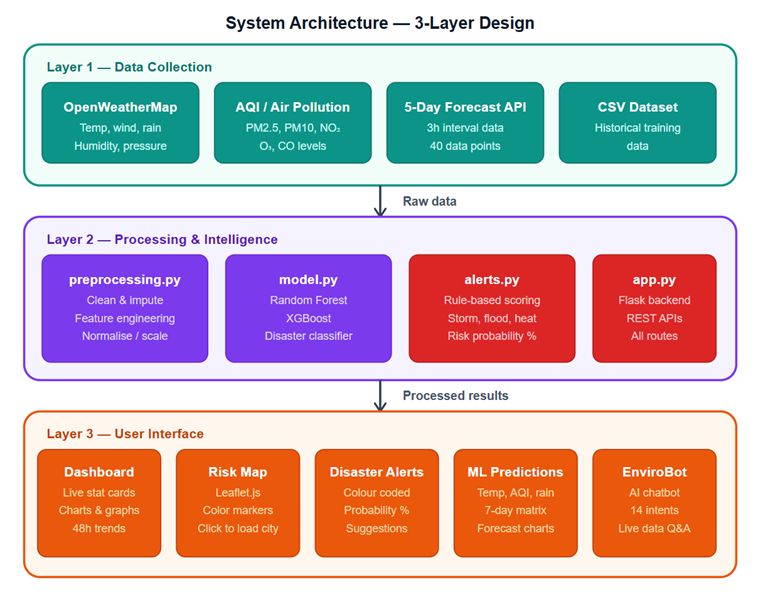 System Architecture — 3-Layer Design
Layer 1 — Data Collection
OpenWeatherMap
Temp, wind, rain
Humidity, pressure
AQI / Air Pollution
PM2.5, PM10, NO₂
O₃, CO levels
5-Day Forecast API
3h interval data
40 data points
CSV Dataset
Historical training
data
Raw data
Layer 2 — Processing & Intelligence
preprocessing.py
Clean & impute
Feature engineering
Normalise / scale
model.py
Random Forest
XGBoost
Disaster classifier
alerts.py
Rule-based scoring
Storm, flood, heat
Risk probability %
app.py
Flask backend
REST APIs
All routes
Processed results
Layer 3 — User Interface
Dashboard
Live stat cards
Charts & graphs
48h trends
Risk Map
Leaflet.js
Color markers
Click to load city
Disaster Alerts
Colour coded
Probability %
Suggestions
ML Predictions
Temp, AQI, rain
7-day matrix
Forecast charts
EnviroBot
AI chatbot
14 intents
Live data Q&A